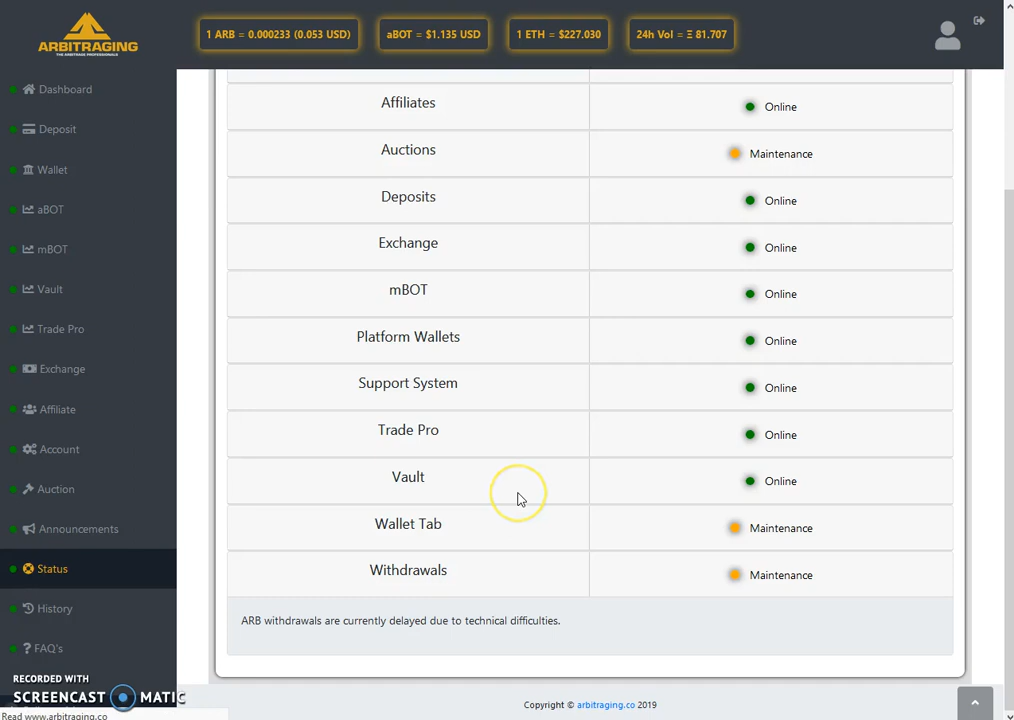 ARBITRAGING
THE ARBITRAGE PROFESSIONALS
1 ARB = 0.000233 (0.053 USD)
aBOT = $1.135 USD
1 ETH = $227.030
24h Vol = Ξ 81.707
Dashboard
Deposit
Wallet
aBOT
mBOT
Vault
Trade Pro
Exchange
Affiliate
Account
Auction
Announcements
Status
History
FAQ's
Affiliates Online
Auctions Maintenance
Deposits Online
Exchange Online
mBOT Online
Platform Wallets Online
Support System Online
Trade Pro Online
Vault Online
Wallet Tab Maintenance
Withdrawals Maintenance
ARB withdrawals are currently delayed due to technical difficulties.
Copyright © arbitraging.co 2019
RECORDED WITH
SCREENCAST MATIC
Read www.arbitraging.co